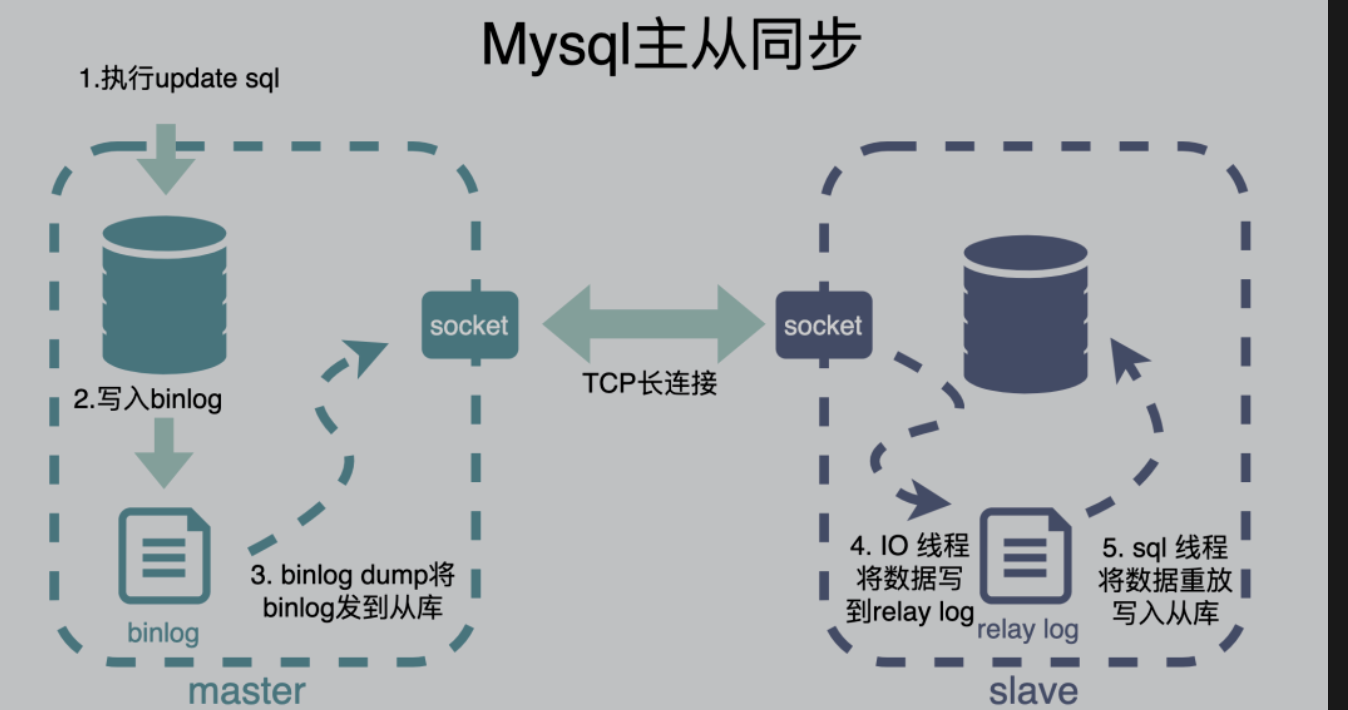 Mysql主从同步
1.执行update sql
2.写入binlog
binlog
3. binlog dump将
binlog发到从库
socket
TCP长连接
socket
4. IO 线程
将数据写
到relay log
relay log
5. sql 线程
将数据重放
写入从库
master
slave